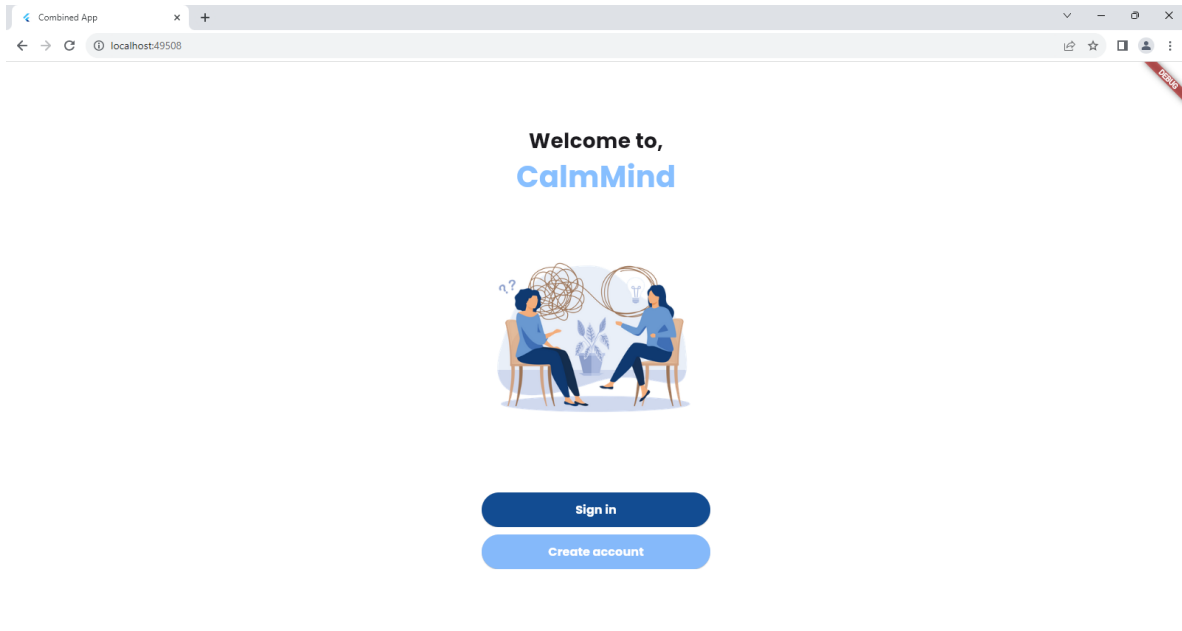 Combined App
localhost:49508
DEBUG
Welcome to,
CalmMind
?
Sign in
Create account